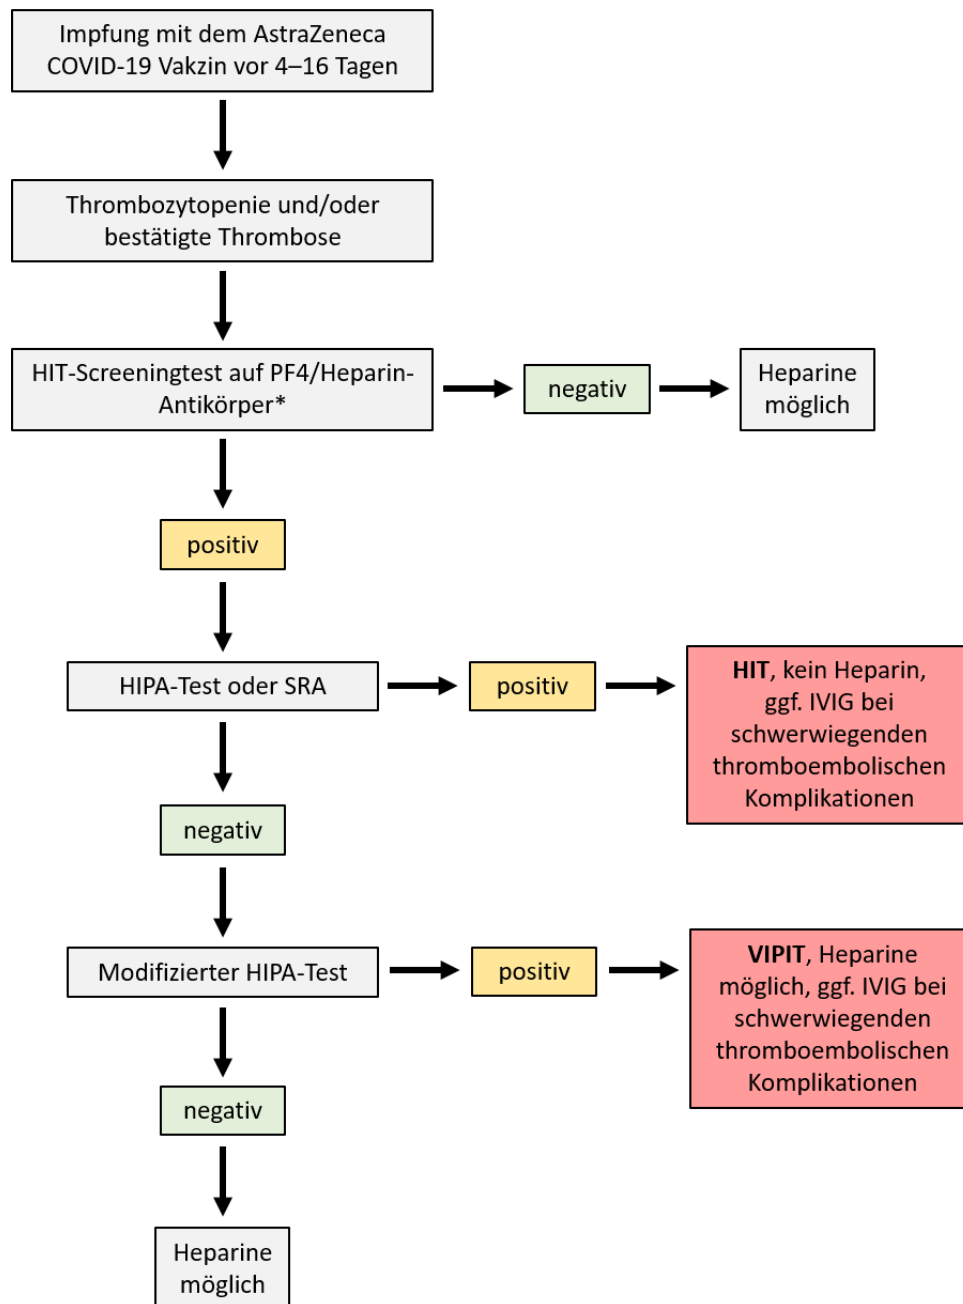 Impfung mit dem AstraZeneca
COVID-19 Vakzin vor 4–16 Tagen
Thrombozytopenie und/oder
bestätigte Thrombose
HIT-Screeningtest auf PF4/Heparin-
Antikörper*
negativ
Heparine
möglich
positiv
HIPA-Test oder SRA
positiv
HIT, kein Heparin,
ggf. IVIG bei
schwerwiegenden
thromboembolischen
Komplikationen
negativ
Modifizierter HIPA-Test
positiv
VIPIT, Heparine
möglich, ggf. IVIG bei
schwerwiegenden
thromboembolischen
Komplikationen
negativ
Heparine
möglich